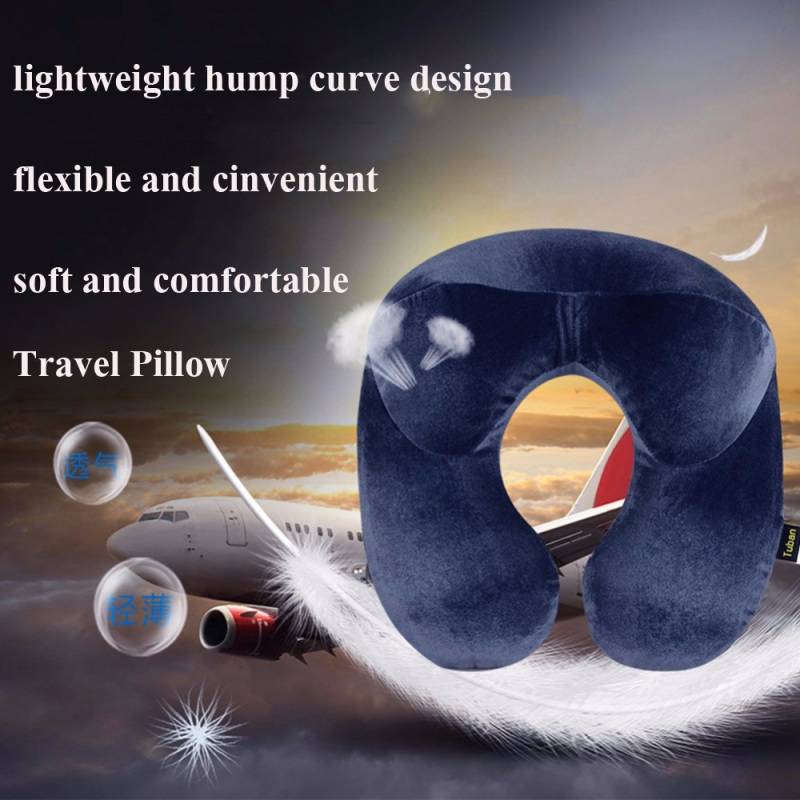 lightweight hump curve design
flexible and cinvenient
soft and comfortable
Travel Pillow
透气
轻薄
Tuban